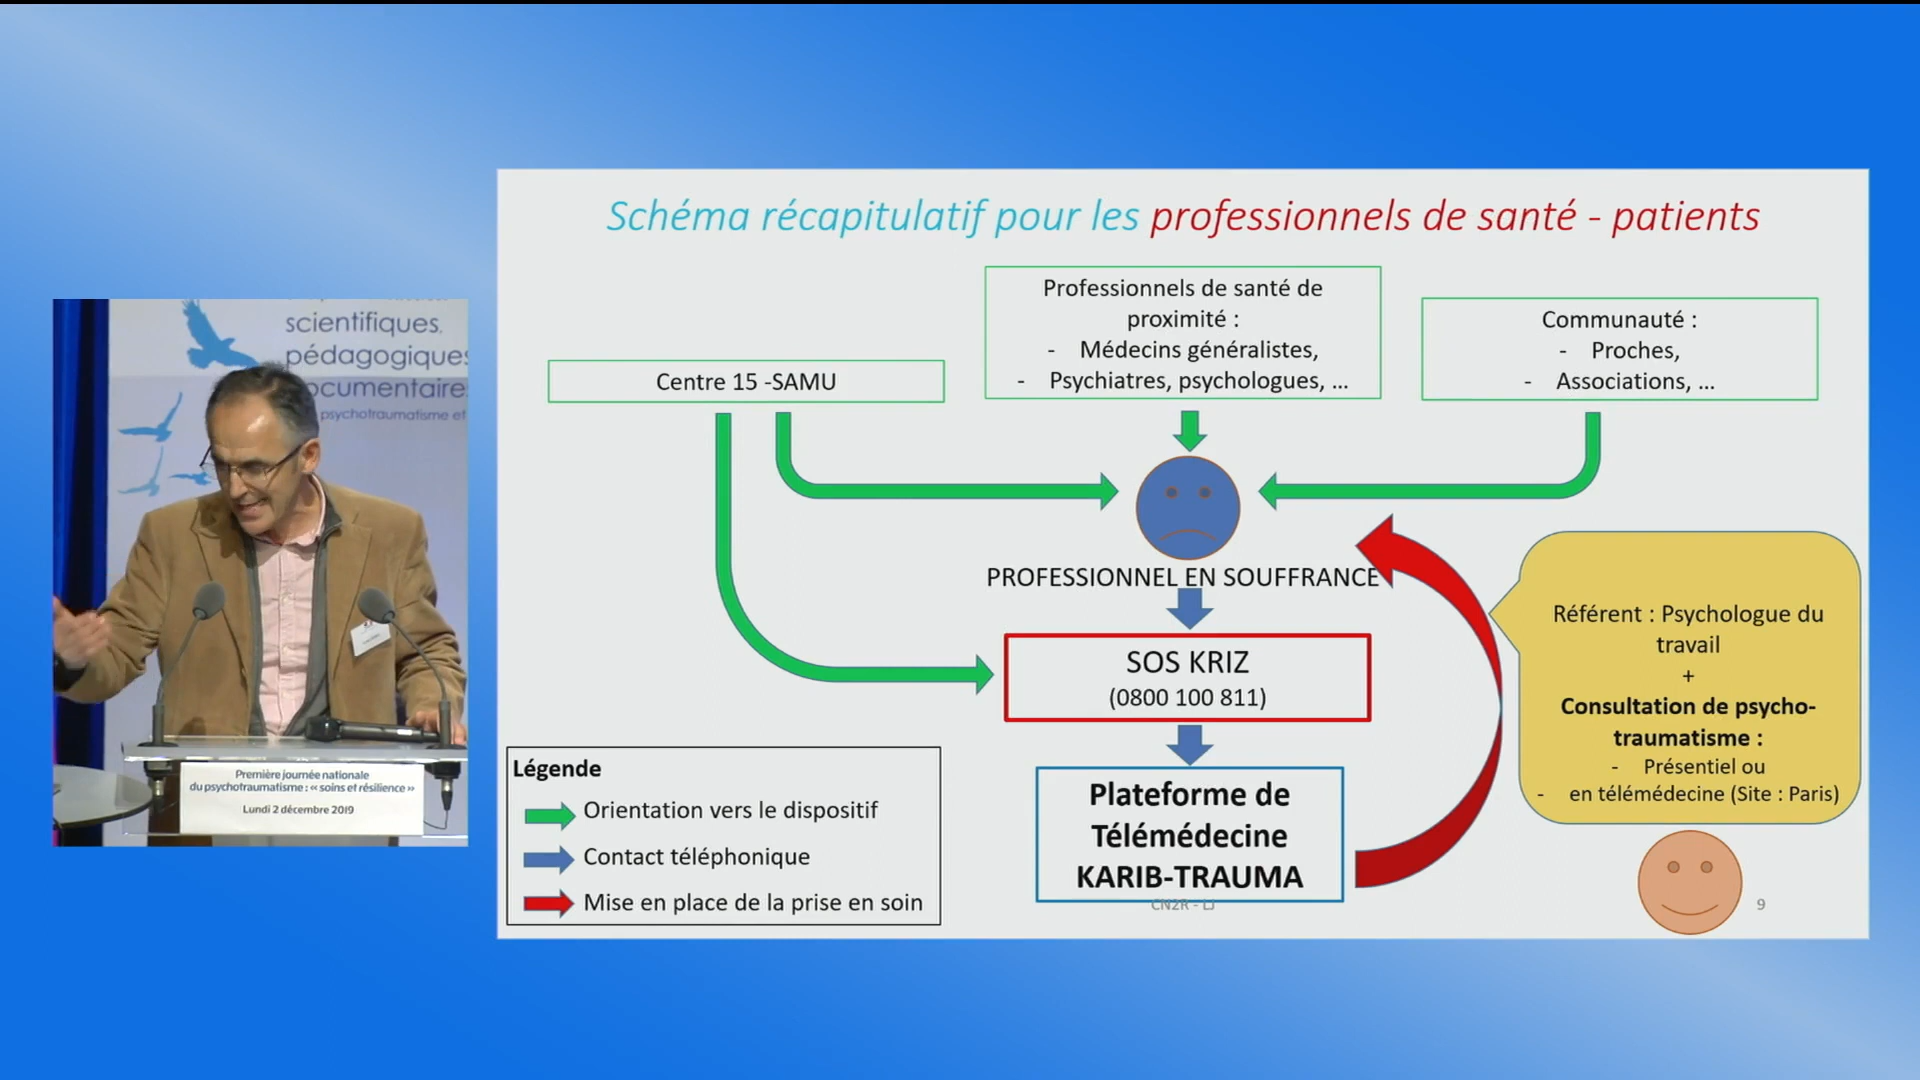 scientifiques,
pédagogiques
documentaire
psychotraumatisme et
Première journée nationale
du psychotraumatisme : « soins et résilience »
Lundi 2 décembre 2019
Schéma récapitulatif pour les professionnels de santé - patients
Centre 15 -SAMU
Professionnels de santé de
proximité :
- Médecins généralistes,
- Psychiatres, psychologues, ...
Communauté :
- Proches,
- Associations, ...
PROFESSIONNEL EN SOUFFRANCE
SOS KRIZ
(0800 100 811)
Plateforme de
Télémédecine
KARIB-TRAUMA
Référent : Psychologue du
travail
+
Consultation de psycho-
traumatisme :
- Présentiel ou
- en télémédecine (Site : Paris)
Légende
Orientation vers le dispositif
Contact téléphonique
Mise en place de la prise en soin
CN2R - LJ
9